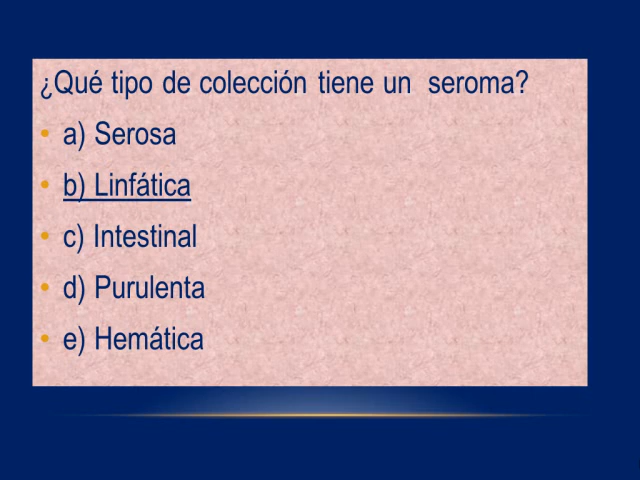 ¿Qué tipo de colección tiene un seroma?
• a) Serosa
• b) Linfática
• c) Intestinal
• d) Purulenta
• e) Hemática